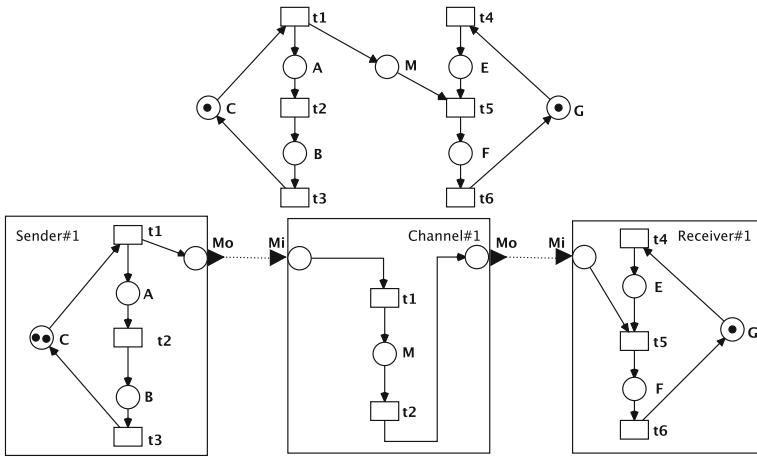 t1 t4
A M E
C t2 t5 G
B F
t3 t6
Sender#1 t1 Mo Mi Channel#1 Mo Mi t4 Receiver#1
A E
t1
C t2 t5 G
M
B F
t2
t3 t6